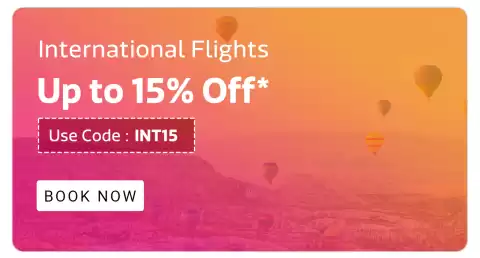 International Flights
Up to 15% Off*
Use Code : INT15
BOOK NOW